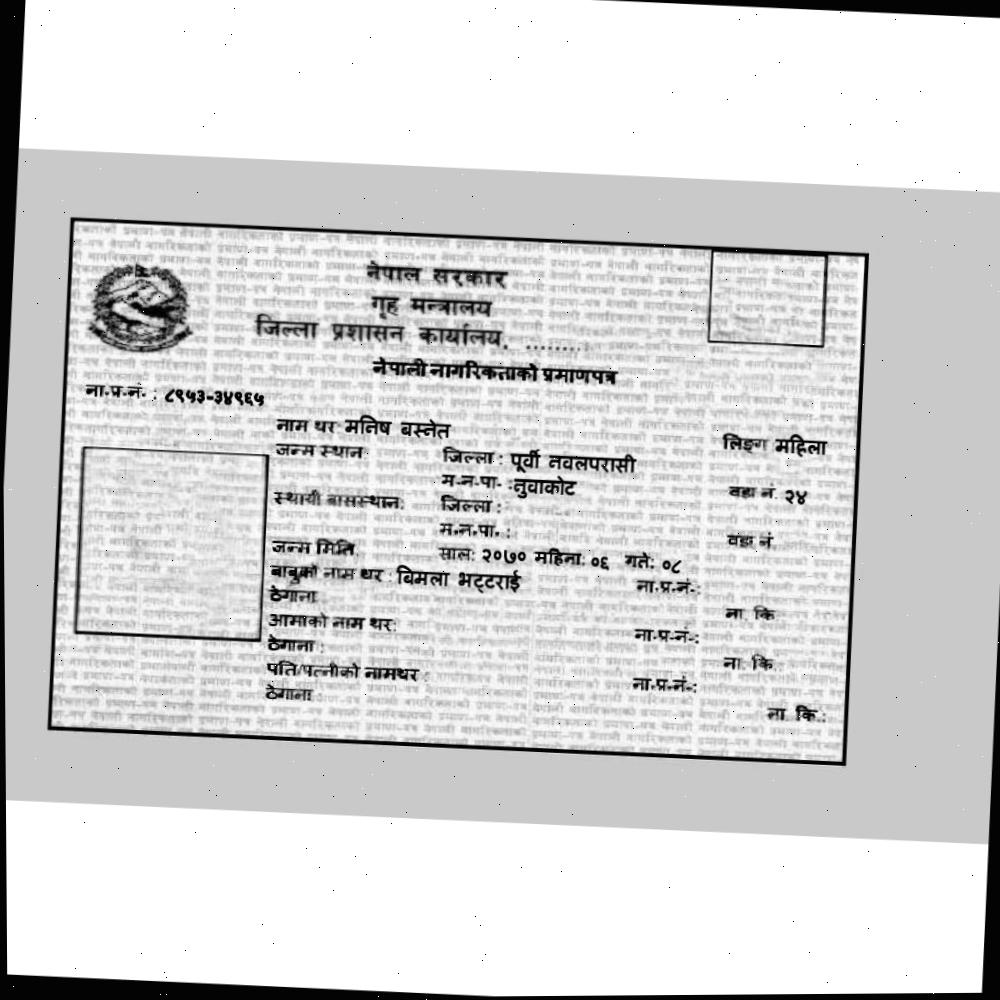 नेपाल सरकार
गृह मन्त्रालय
जिल्ला प्रशासन कार्यालय, ........
नेपाली नागरिकताको प्रमाणपत्र
ना.प्र.नं. : ८९५३-३४९६५
नाम थर: मनिष बस्नेत लिङ्ग महिला
जन्म स्थान: जिल्ला : पूर्वी नवलपरासी
म.न.पा. :नुवाकोट वडा नं. २४
स्थायी बासस्थान: जिल्ला :
म.न.पा. : वडा नं.
जन्म मिति: साल: २०७० महिना: ०६ गते: ०८
बाबुको नाम थर : बिमला भट्टराई ना.प्र.नं.:
ठेगाना : ना. कि.:
आमाको नाम थर: ना.प्र.नं.:
ठेगाना : ना. कि.:
पति/पत्नीको नामथर : ना.प्र.नं.:
ठेगाना : ना. कि.: